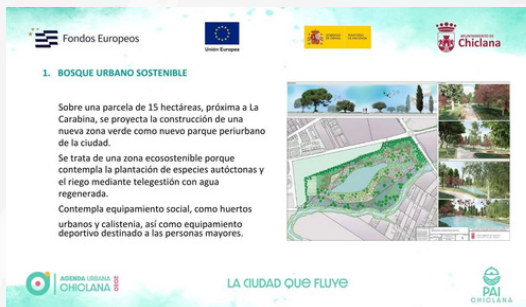 Fondos Europeos
Unión Europea
AYUNTAMIENTO DE
Chiclana
1. BOSQUE URBANO SOSTENIBLE
Sobre una parcela de 15 hectáreas, próxima a La
Carabina, se proyecta la construcción de una
nueva zona verde como nuevo parque periurbano
de la ciudad.
Se trata de una zona ecosostenible porque
contempla la plantación de especies autóctonas y
el riego mediante telegestión con agua
regenerada.
Contempla equipamiento social, como huertos
urbanos y calistenia, así como equipamiento
deportivo destinado a las personas mayores.
AGENDA URBANA
CHICLANA
2030
LA CIUDAD QUE FLUYE
PAI
CHICLANA